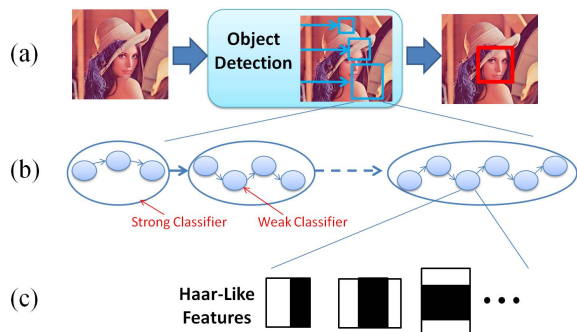 (a)
Object
Detection
(b)
Strong Classifier
Weak Classifier
(c)
Haar-Like
Features